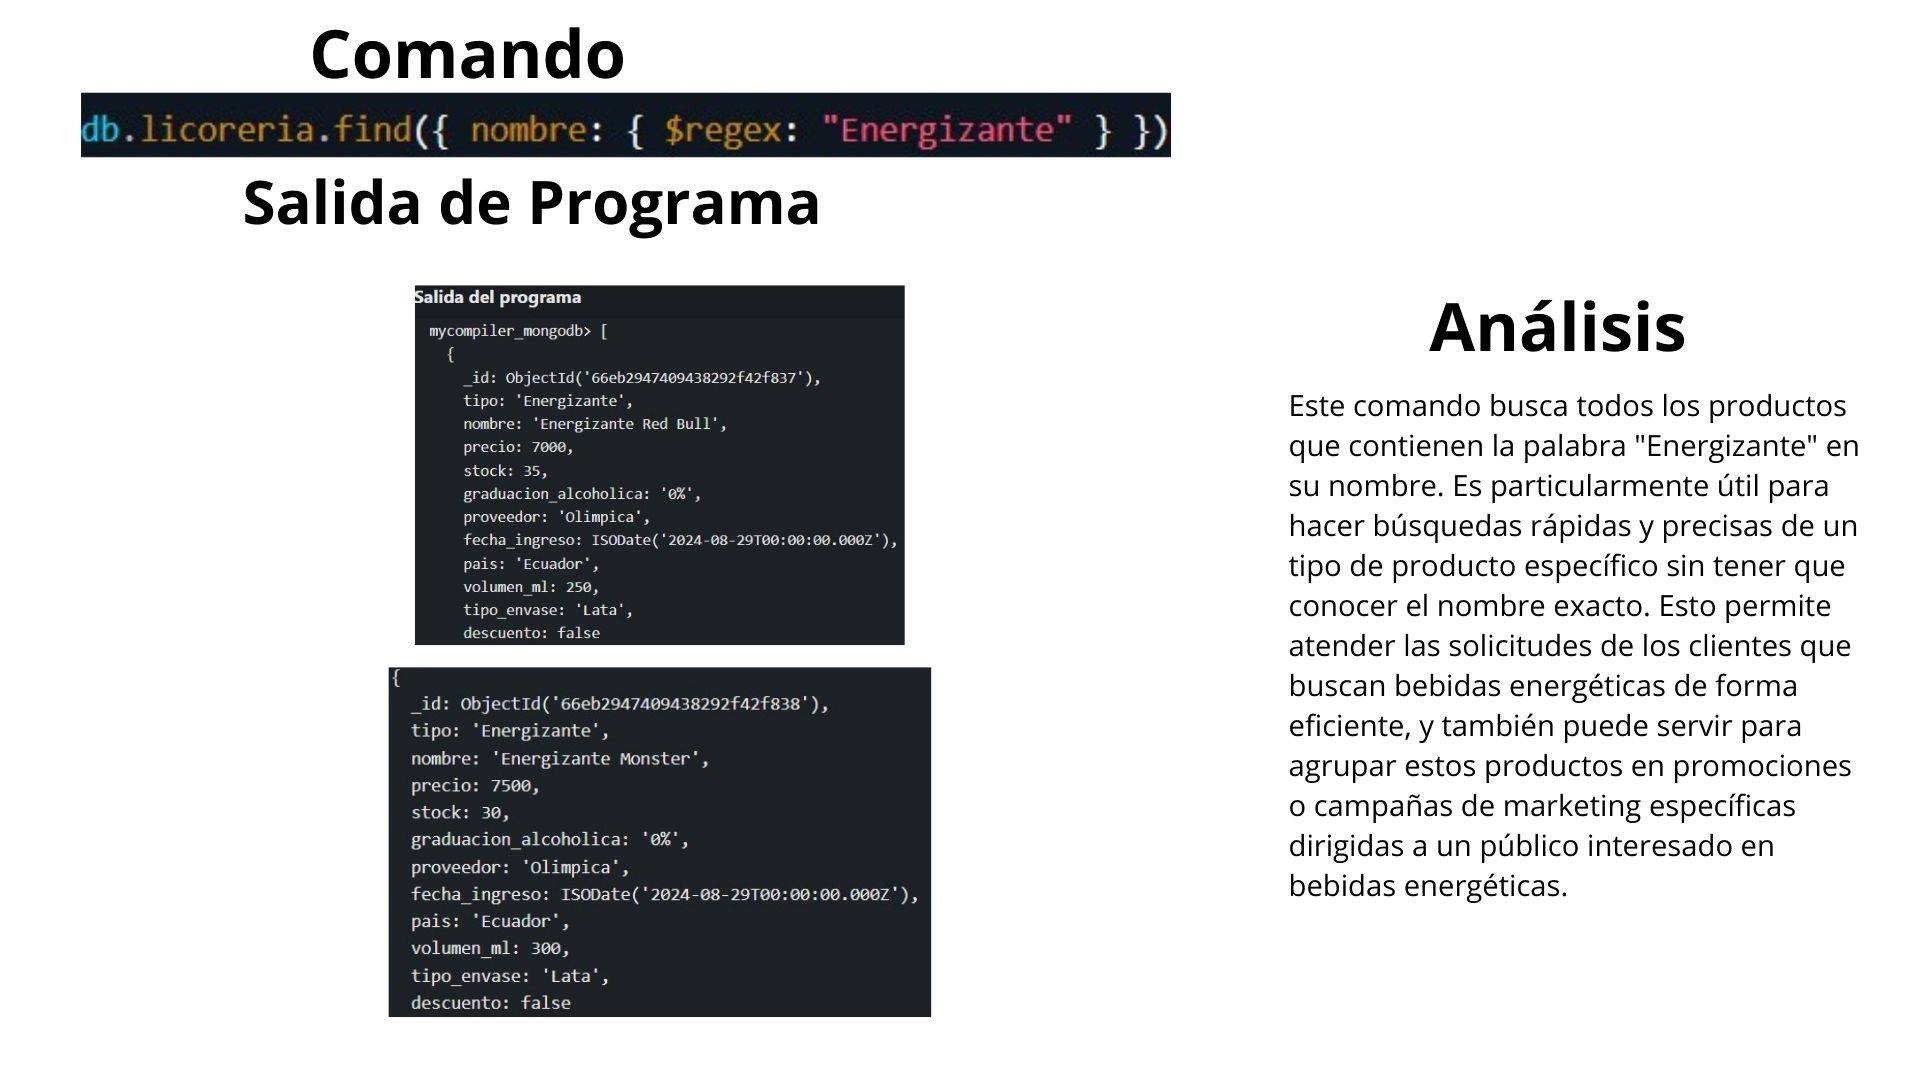 Comando
db.licoreria.find({ nombre: { $regex: "Energizante" } })
Salida de Programa
Salida del programa
mycompiler_mongodb> [
{
_id: ObjectId('66eb2947409438292f42f837'),
tipo: 'Energizante',
nombre: 'Energizante Red Bull',
precio: 7000,
stock: 35,
graduacion_alcoholica: '0%',
proveedor: 'Olimpica',
fecha_ingreso: ISODate('2024-08-29T00:00:00.000Z'),
pais: 'Ecuador',
volumen_ml: 250,
tipo_envase: 'Lata',
descuento: false
{
_id: ObjectId('66eb2947409438292f42f838'),
tipo: 'Energizante',
nombre: 'Energizante Monster',
precio: 7500,
stock: 30,
graduacion_alcoholica: '0%',
proveedor: 'Olimpica',
fecha_ingreso: ISODate('2024-08-29T00:00:00.000Z'),
pais: 'Ecuador',
volumen_ml: 300,
tipo_envase: 'Lata',
descuento: false
Análisis
Este comando busca todos los productos
que contienen la palabra "Energizante" en
su nombre. Es particularmente útil para
hacer búsquedas rápidas y precisas de un
tipo de producto específico sin tener que
conocer el nombre exacto. Esto permite
atender las solicitudes de los clientes que
buscan bebidas energéticas de forma
eficiente, y también puede servir para
agrupar estos productos en promociones
o campañas de marketing específicas
dirigidas a un público interesado en
bebidas energéticas.